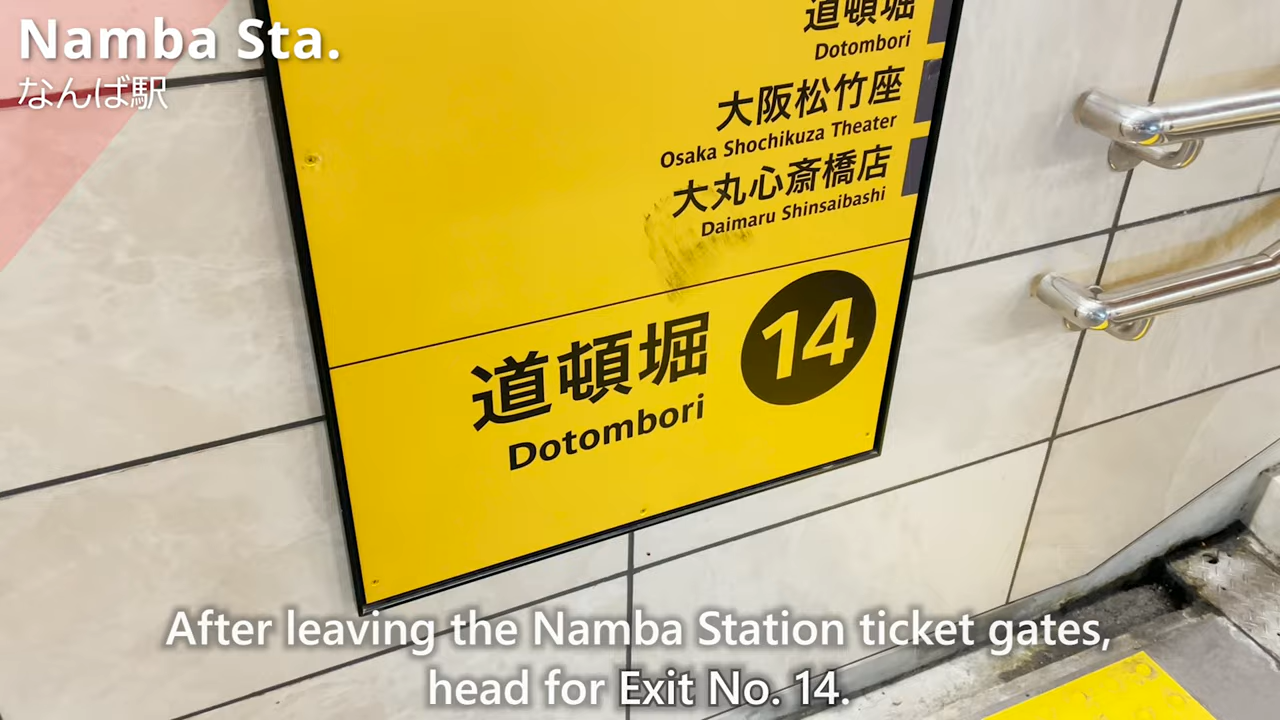 Namba Sta.
なんば駅
道頓堀
Dotombori
大阪松竹座
Osaka Shochikuza Theater
大丸心斎橋店
Daimaru Shinsaibashi
道頓堀 14
Dotombori
After leaving the Namba Station ticket gates,
head for Exit No. 14.